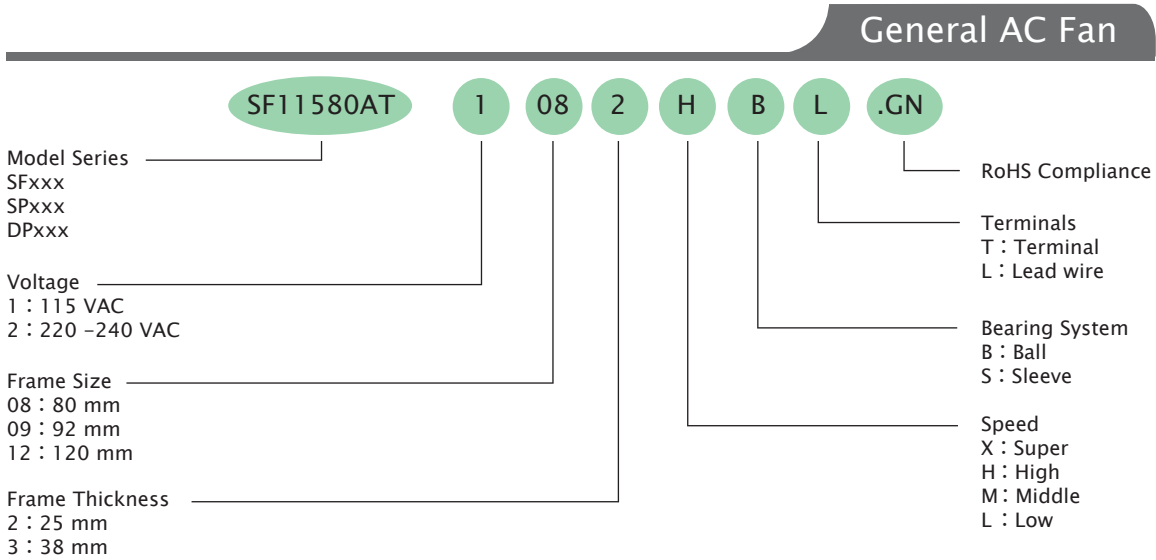 General AC Fan
SF11580AT 1 08 2 H B L .GN
Model Series
SFxxx
SPxxx
DPxxx
Voltage
1：115 VAC
2：220 -240 VAC
Frame Size
08：80 mm
09：92 mm
12：120 mm
Frame Thickness
2：25 mm
3：38 mm
RoHS Compliance
Terminals
T：Terminal
L：Lead wire
Bearing System
B：Ball
S：Sleeve
Speed
X：Super
H：High
M：Middle
L：Low